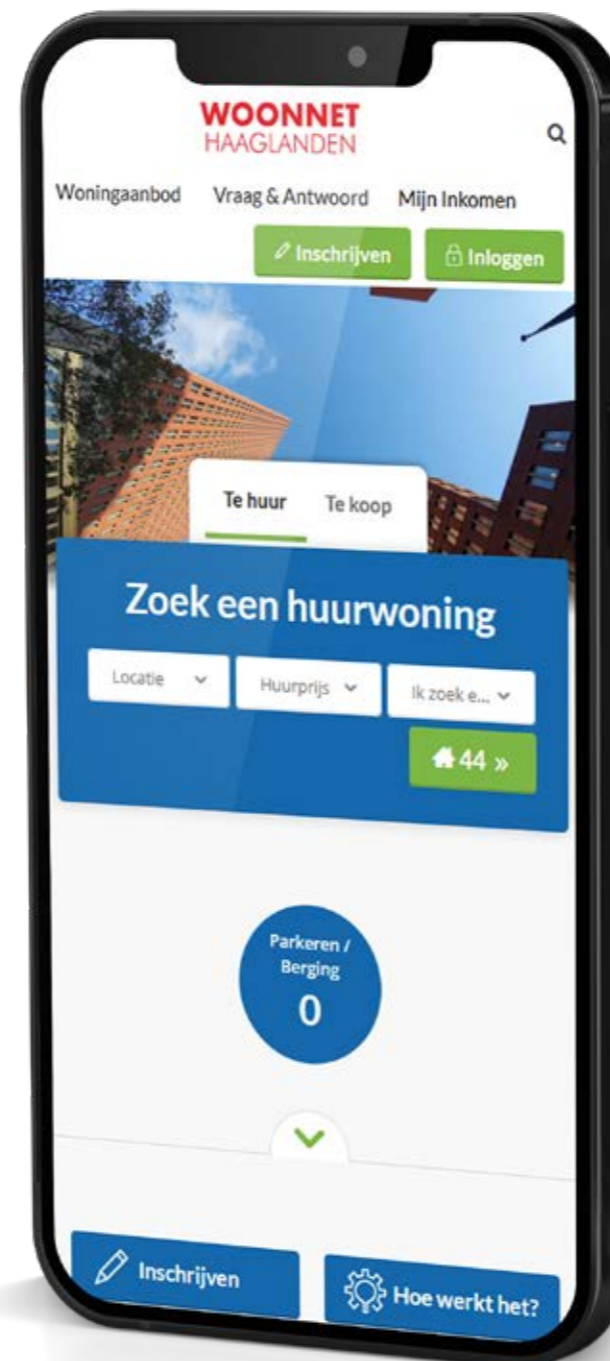 WOONNET
HAAGLANDEN
Woningaanbod Vraag & Antwoord Mijn Inkomen
Inschrijven Inloggen
Te huur Te koop
Zoek een huurwoning
Locatie Huurprijs Ik zoek e...
44 »
Parkeren /
Berging
0
Inschrijven Hoe werkt het?